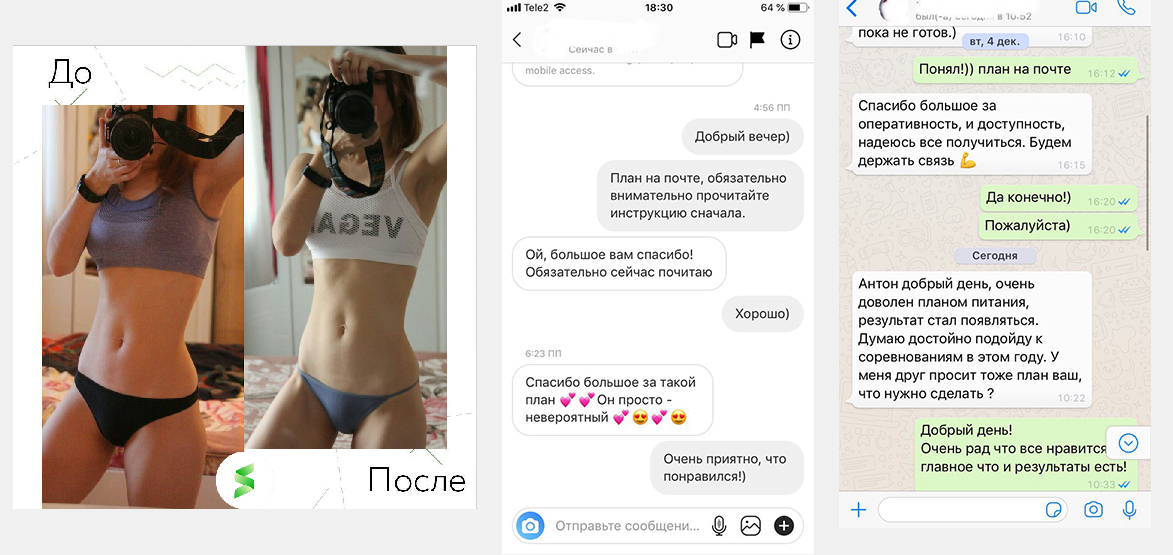 До
VEGAN
После
Tele2
18:30
64 %
Сейчас в
mobile access.
4:56 ПП
Добрый вечер)
План на почте, обязательно
внимательно прочитайте
инструкцию сначала.
Ой, большое вам спасибо!
Обязательно сейчас почитаю
Хорошо)
6:23 ПП
Спасибо большое за такой
план 💕💕Он просто -
невероятный 💕😍💕😍
Очень приятно, что
понравился!)
Отправьте сообщени...
был(-а) сегодня в 10:52
пока не готов.)
16:10
вт, 4 дек.
Понял!)) план на почте
16:12
Спасибо большое за
оперативность, и доступность,
надеюсь все получиться. Будем
держать связь 💪
16:15
Да конечно!)
16:20
Пожалуйста)
16:20
Сегодня
Антон добрый день, очень
доволен планом питания,
результат стал появляться.
Думаю достойно подойду к
соревнованиям в этом году. У
меня друг просит тоже план ваш,
что нужно сделать ?
10:22
Добрый день!
Очень рад что все нравится
главное что и результаты есть!
10:33